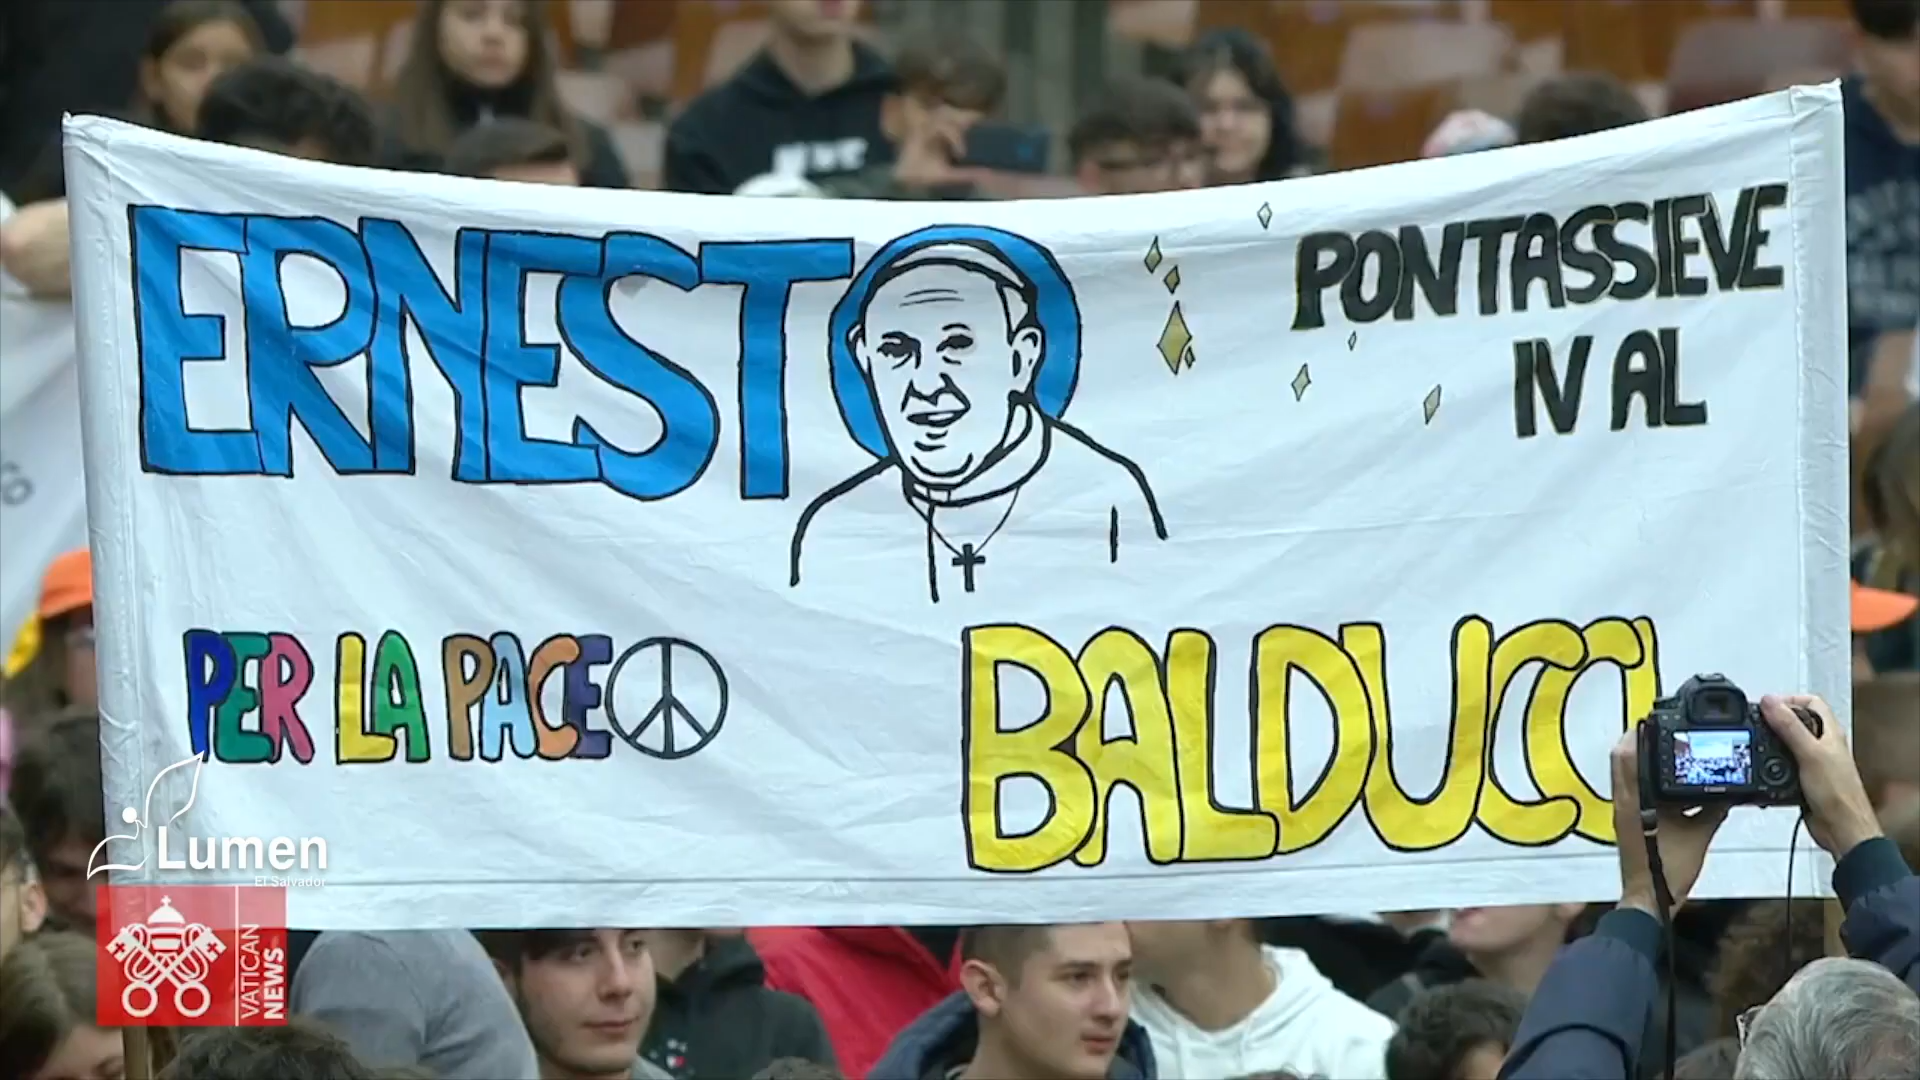 ERNESTO
PONTASSIEVE
IV AL
PER LA PACE
BALDUCCI
Lumen
El Salvador
VATICAN
NEWS